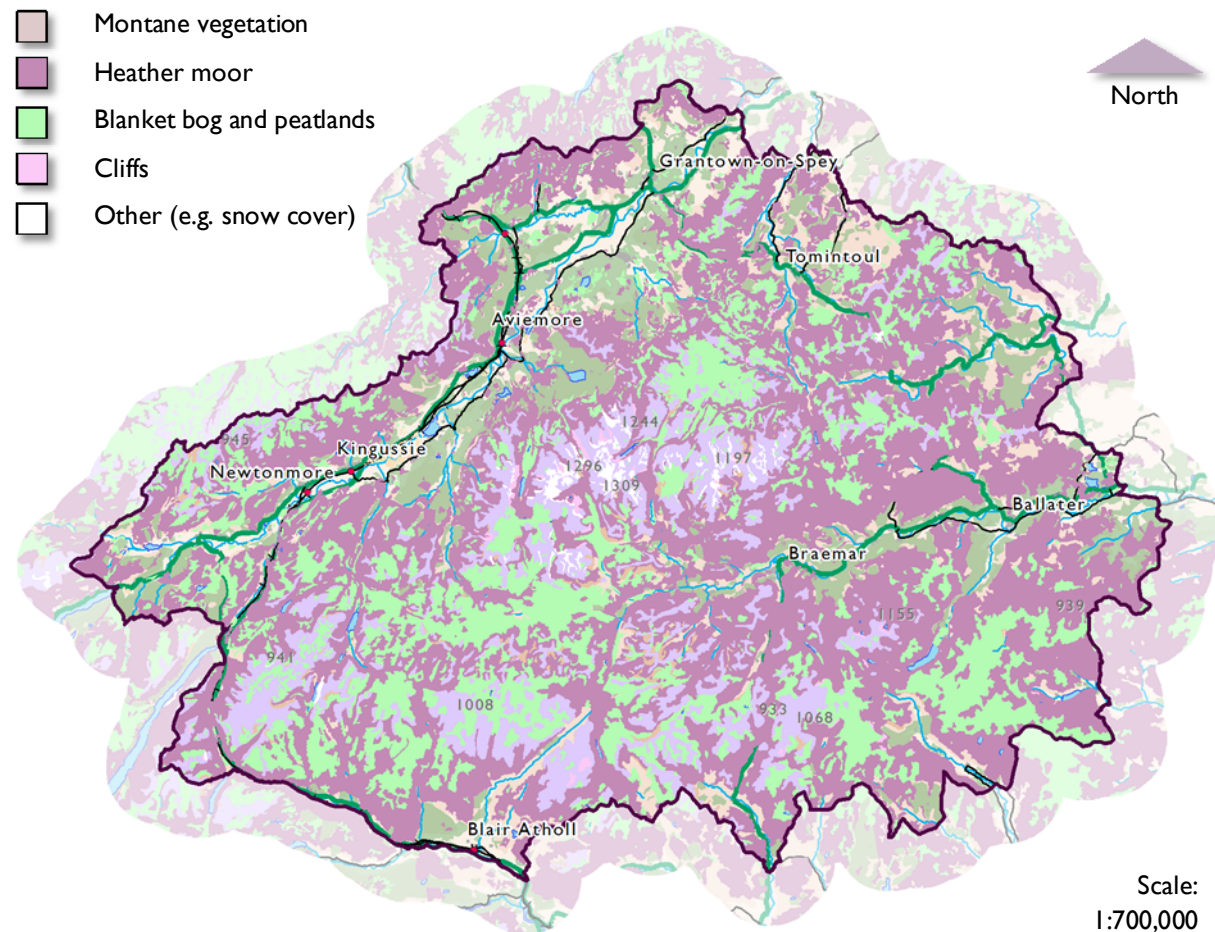 Montane vegetation
Heather moor
Blanket bog and peatlands
Cliffs
Other (e.g. snow cover)
North
Grantown-on-Spey
Tomintoul
Aviemore
1244
945
Kingussie
1197
Newtonmore
1296
1309
Ballater
Braemar
1155
939
941
1008
933
1068
Blair Atholl
Scale:
1:700,000